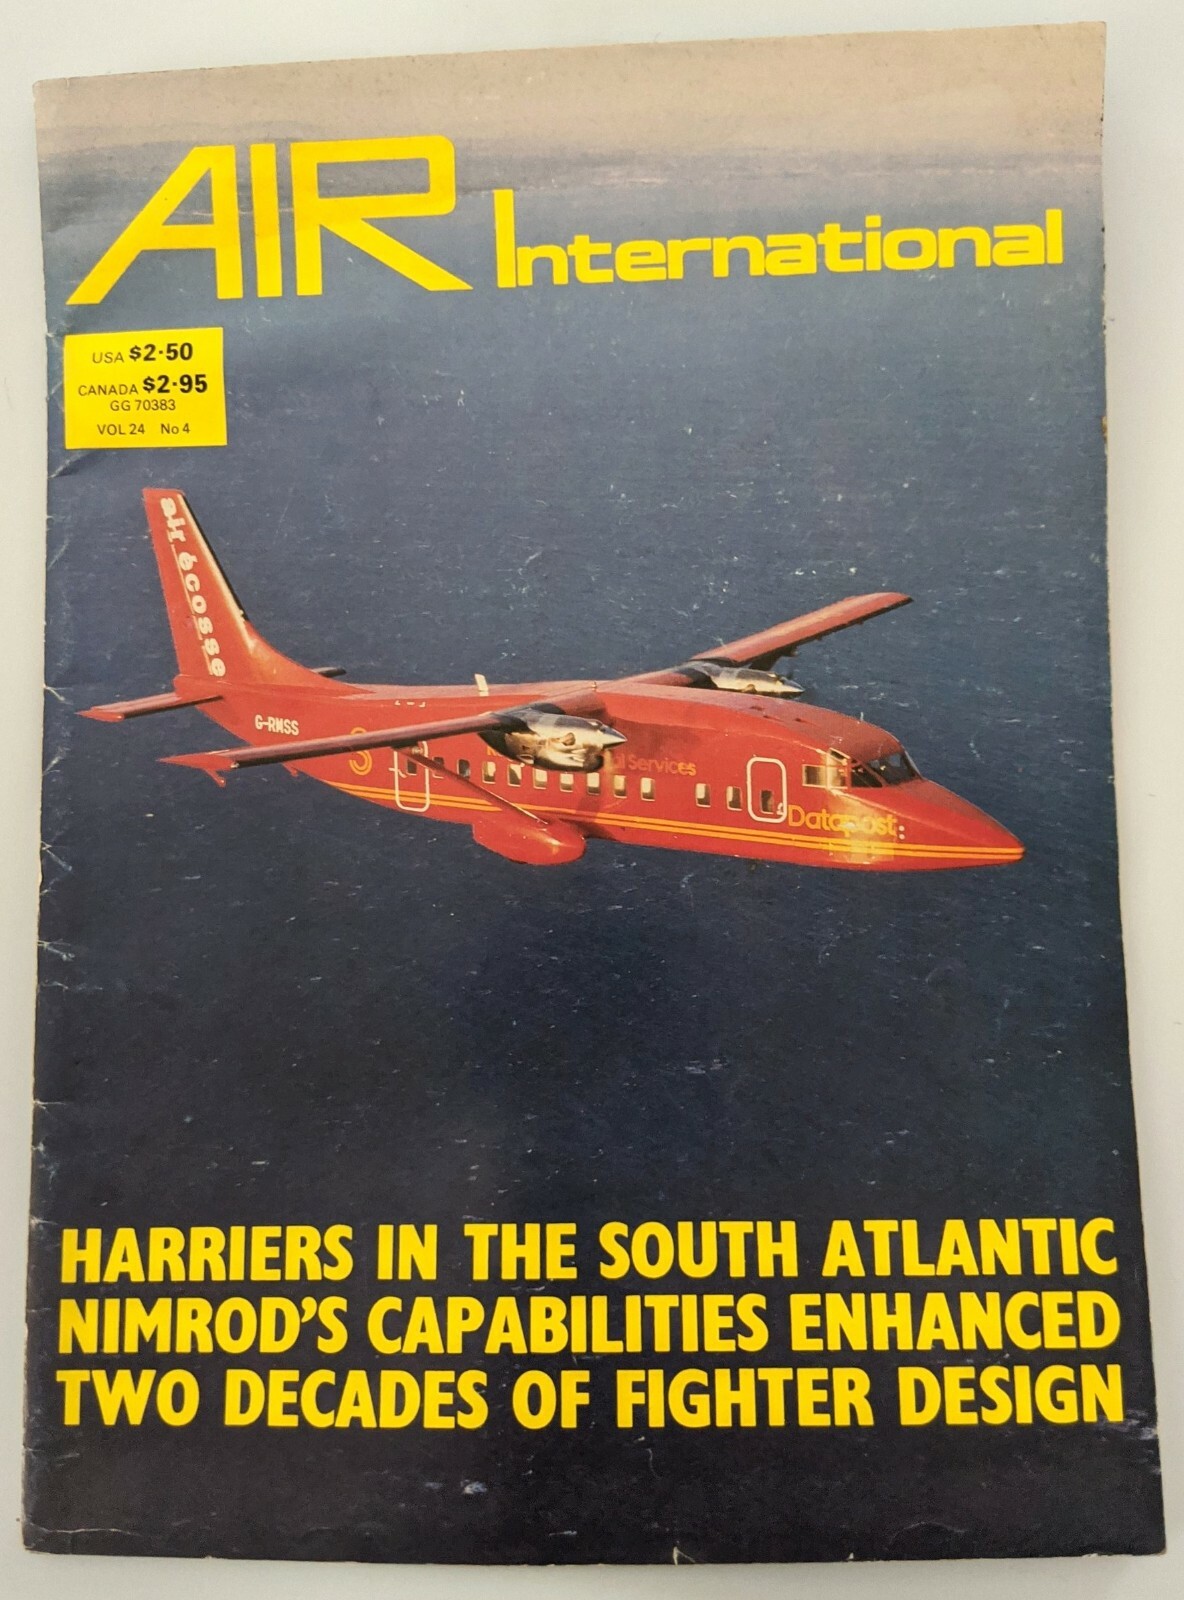 AIR International
USA $2·50
CANADA $2·95
GG 70383
VOL 24 No 4
air écosse
G-RMSS
Services
Datapost:
HARRIERS IN THE SOUTH ATLANTIC
NIMROD'S CAPABILITIES ENHANCED
TWO DECADES OF FIGHTER DESIGN